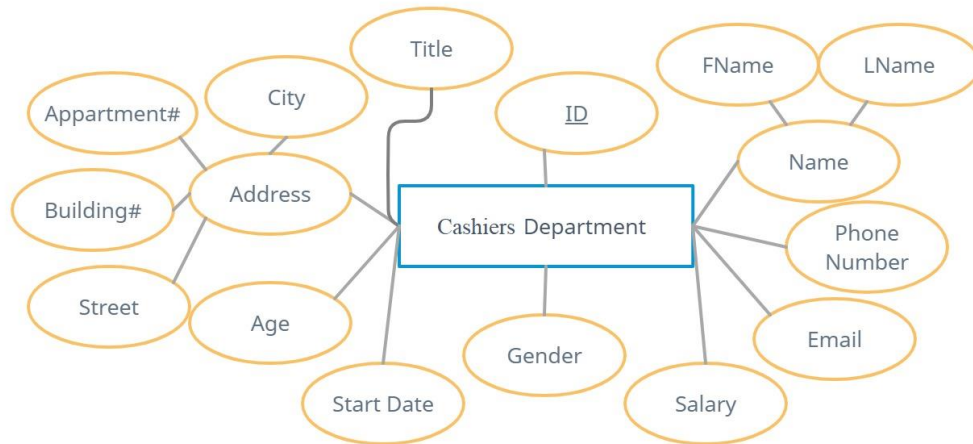 Title
FName
LName
City
Appartment#
ID
Name
Address
Building#
Cashiers Department
Phone
Number
Street
Age
Email
Gender
Start Date
Salary